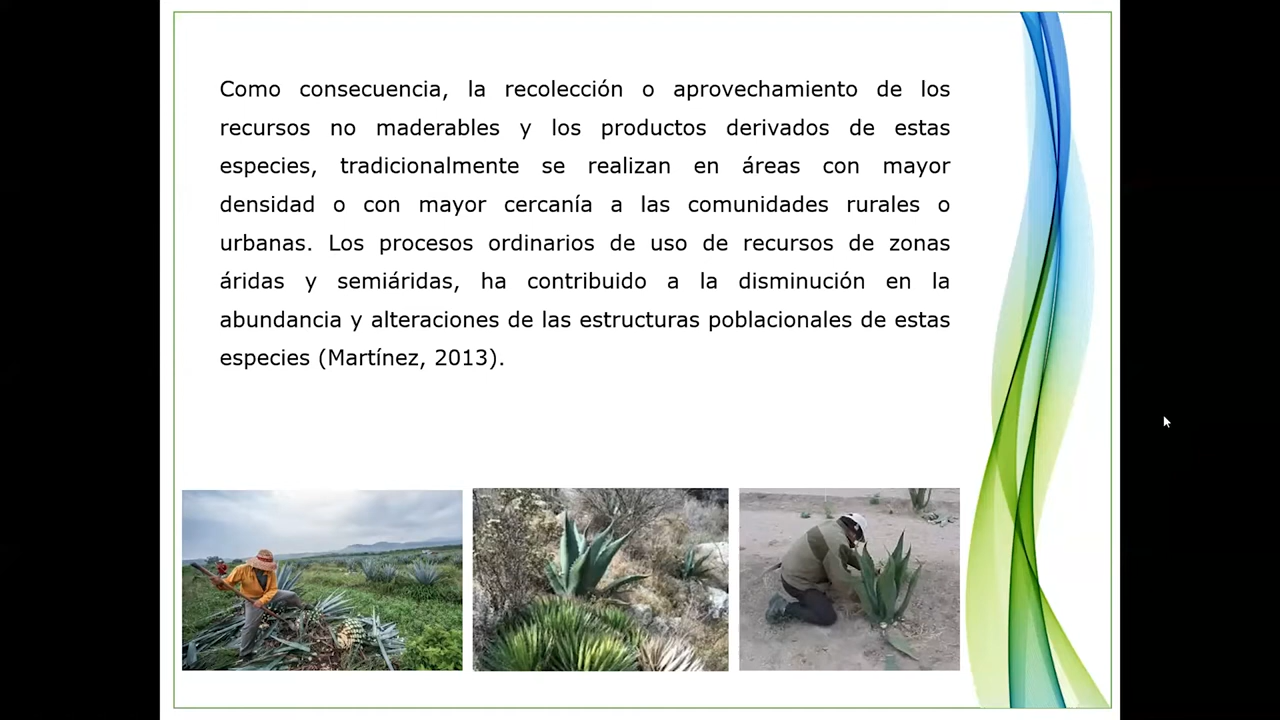 Como consecuencia, la recolección o aprovechamiento de los
recursos no maderables y los productos derivados de estas
especies, tradicionalmente se realizan en áreas con mayor
densidad o con mayor cercanía a las comunidades rurales o
urbanas. Los procesos ordinarios de uso de recursos de zonas
áridas y semiáridas, ha contribuido a la disminución en la
abundancia y alteraciones de las estructuras poblacionales de estas
especies (Martínez, 2013).